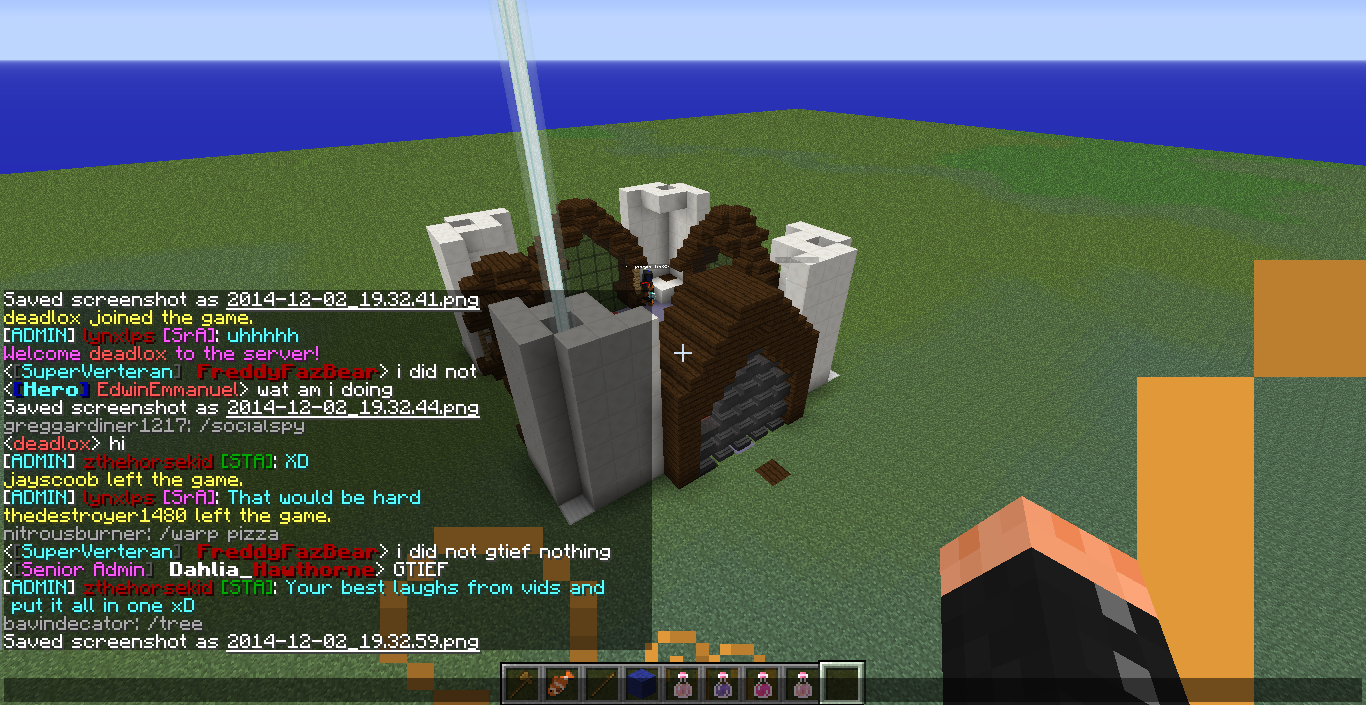 Saved screenshot as 2014-12-02_19.32.41.png
deadlox joined the game.
[ADMIN] lynxlps [SrA]: uhhhhh
Welcome deadlox to the server!
<[SuperVerteran] FreddyFazBear> i did not
<[Hero] EdwinEmmanuel> wat am i doing
Saved screenshot as 2014-12-02_19.32.44.png
greggardiner1217: /socialspy
<deadlox> hi
[ADMIN] zthehorsekid [STA]: XD
jayscoob left the game.
[ADMIN] lynxlps [SrA]: That would be hard
thedestroyer1480 left the game.
nitrousburner: /warp pizza
<[SuperVerteran] FreddyFazBear> i did not gtief nothing
<[Senior Admin] Dahlia_Hawthorne> GTIEF
[ADMIN] zthehorsekid [STA]: Your best laughs from vids and
put it all in one xD
bavindecator: /tree
Saved screenshot as 2014-12-02_19.32.59.png